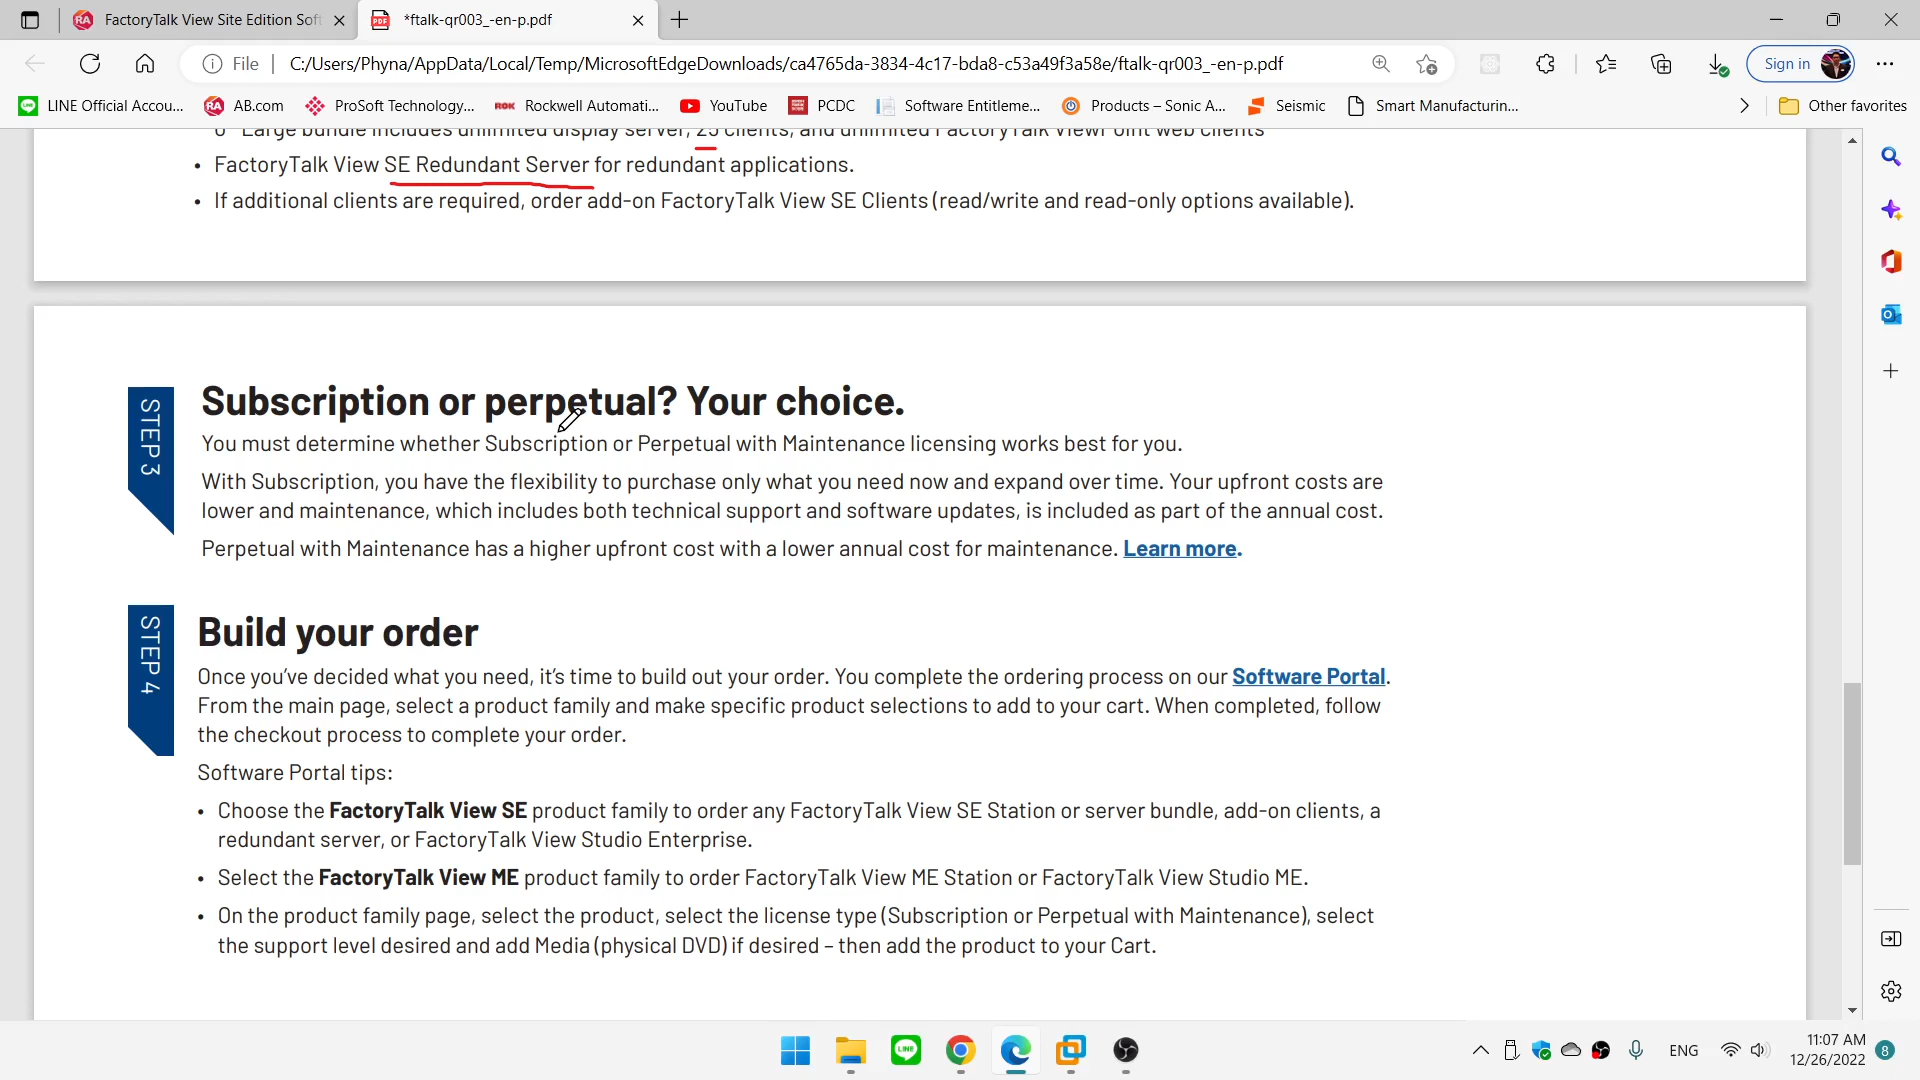 FactoryTalk View Site Edition Soft
*ftalk-qr003_-en-p.pdf
File
C:/Users/Phyna/AppData/Local/Temp/MicrosoftEdgeDownloads/ca4765da-3834-4c17-bda8-c53a49f3a58e/ftalk-qr003_-en-p.pdf
Sign in
LINE Official Accou...
AB.com
ProSoft Technology...
Rockwell Automati...
YouTube
PCDC
Software Entitleme...
Products – Sonic A...
Seismic
Smart Manufacturin...
Other favorites
o Large bundle includes unlimited display server, 25 clients, and unlimited FactoryTalk ViewPoint web clients
• FactoryTalk View SE Redundant Server for redundant applications.
• If additional clients are required, order add-on FactoryTalk View SE Clients (read/write and read-only options available).
STEP 3
Subscription or perpetual? Your choice.
You must determine whether Subscription or Perpetual with Maintenance licensing works best for you.
With Subscription, you have the flexibility to purchase only what you need now and expand over time. Your upfront costs are
lower and maintenance, which includes both technical support and software updates, is included as part of the annual cost.
Perpetual with Maintenance has a higher upfront cost with a lower annual cost for maintenance. Learn more.
STEP 4
Build your order
Once you've decided what you need, it's time to build out your order. You complete the ordering process on our Software Portal.
From the main page, select a product family and make specific product selections to add to your cart. When completed, follow
the checkout process to complete your order.
Software Portal tips:
• Choose the FactoryTalk View SE product family to order any FactoryTalk View SE Station or server bundle, add-on clients, a
redundant server, or FactoryTalk View Studio Enterprise.
• Select the FactoryTalk View ME product family to order FactoryTalk View ME Station or FactoryTalk View Studio ME.
• On the product family page, select the product, select the license type (Subscription or Perpetual with Maintenance), select
the support level desired and add Media (physical DVD) if desired – then add the product to your Cart.
ENG
11:07 AM
12/26/2022
8